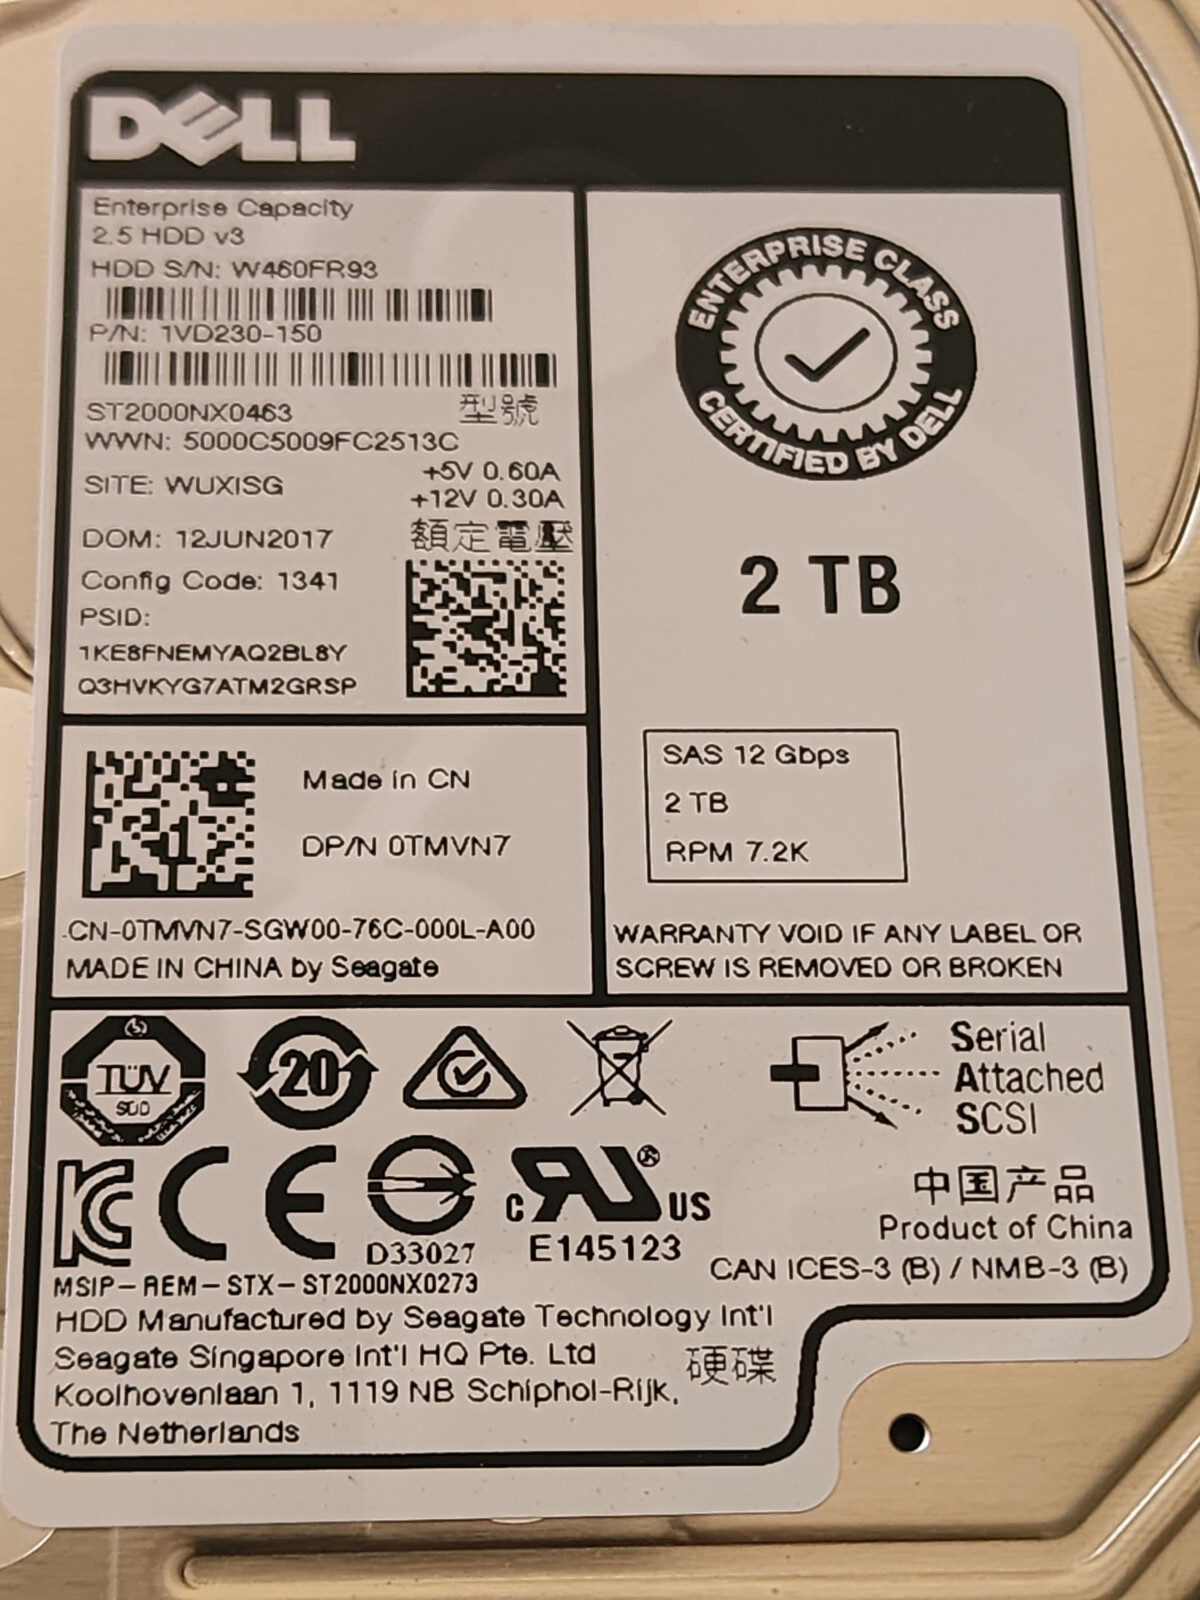 DELL
Enterprise Capacity
2.5 HDD v3
HDD S/N: W460FR93
P/N: 1VD230-150
ST2000NX0463 型號
WWN: 5000C5009FC2513C
+5V 0.60A
SITE: WUXISG
+12V 0.30A
DOM: 12JUN2017 額定電壓
Config Code: 1341
PSID:
1KE8FNEMYAQ2BL8Y
Q3HVKYG7ATM2GRSP
ENTERPRISE CLASS
CERTIFIED BY DELL
2 TB
SAS 12 Gbps
2 TB
RPM 7.2K
WARRANTY VOID IF ANY LABEL OR
SCREW IS REMOVED OR BROKEN
Made in CN
DP/N 0TMVN7
CN-0TMVN7-SGW00-76C-000L-A00
MADE IN CHINA by Seagate
TÜV
SÜD
20
Serial
Attached
SCSI
KC CE
D33027
c RU ® US
E145123
中国产品
Product of China
CAN ICES-3 (B) / NMB-3 (B)
MSIP-REM-STX-ST2000NX0273
HDD Manufactured by Seagate Technology Int'l
Seagate Singapore Int'l HQ Pte. Ltd 硬碟
Koolhovenlaan 1, 1119 NB Schiphol-Rijk,
The Netherlands